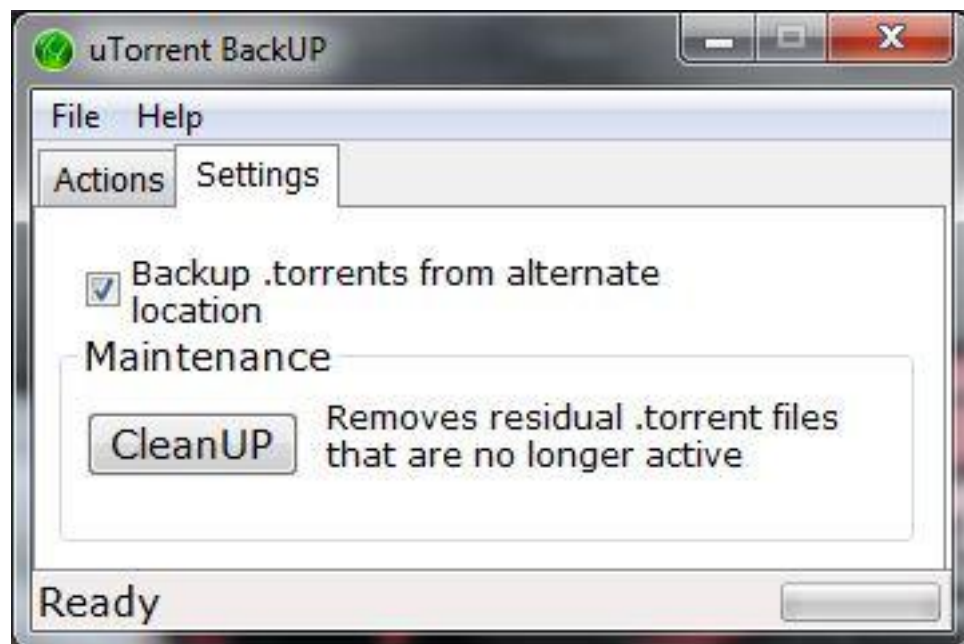 uTorrent BackUP
File Help
Actions Settings
Backup .torrents from alternate
location
Maintenance
CleanUP
Removes residual .torrent files
that are no longer active
Ready